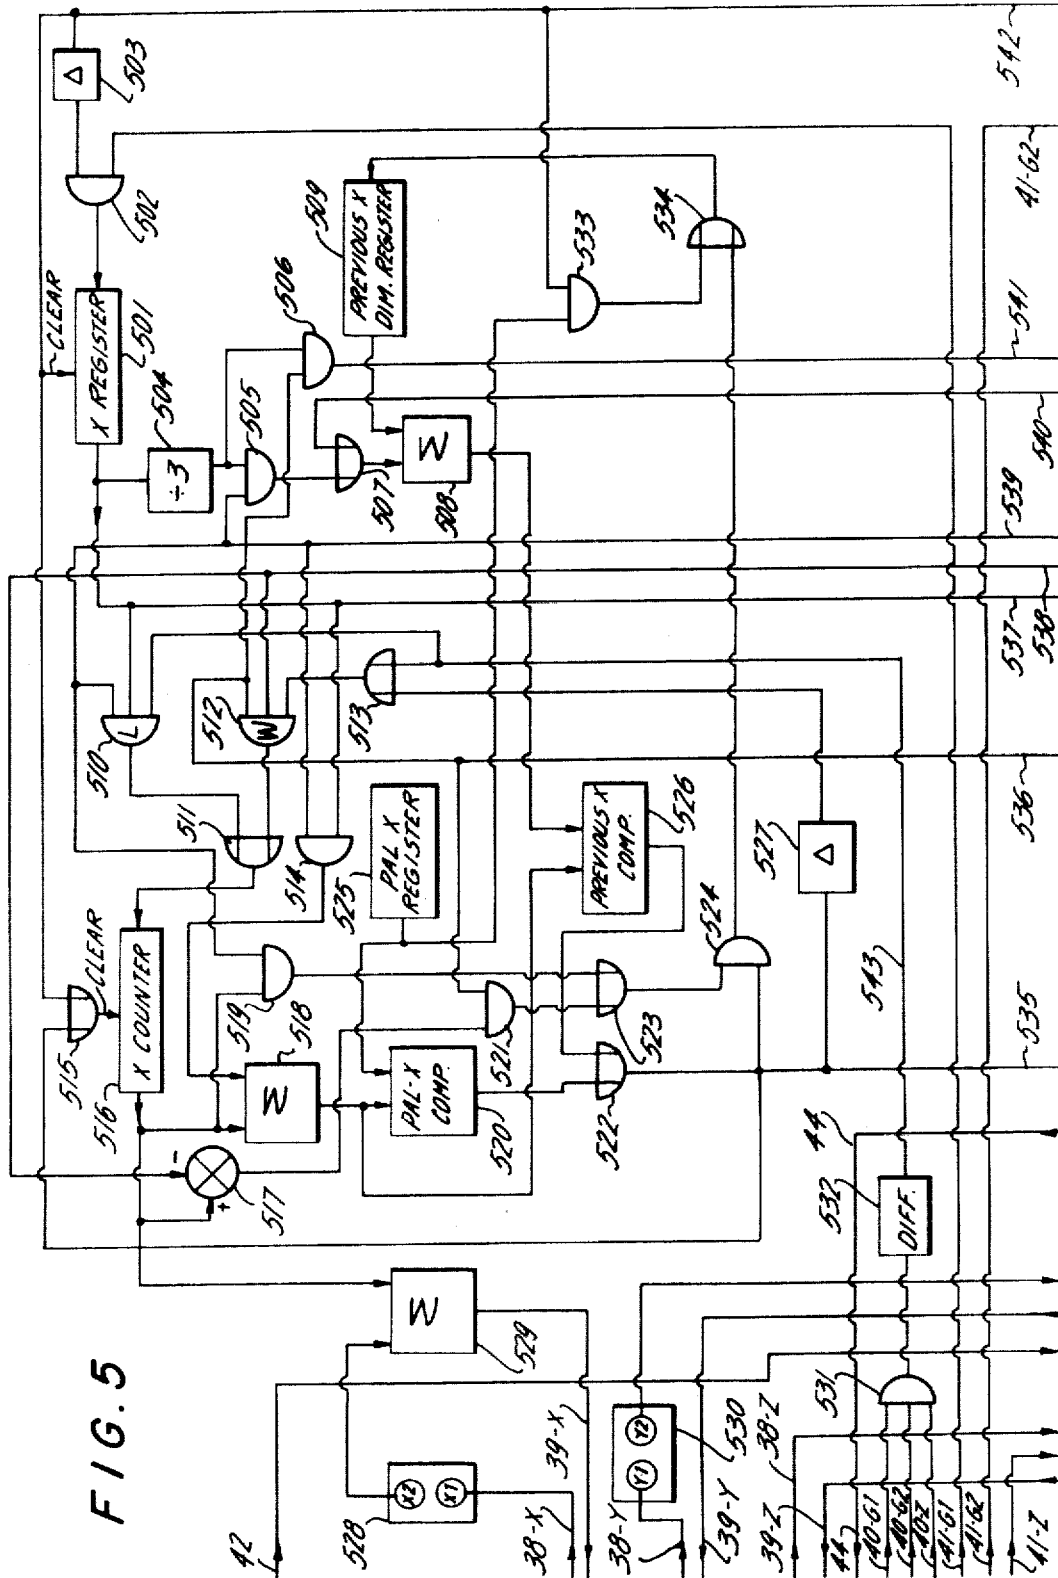 FIG.5
Δ
503
502
CLEAR
X REGISTER
501
504
÷3
505
506
PREVIOUS X
DIM. REGISTER
509
507
Σ
508
533
534
542
41-G2
541
540
539
538
537
536
510
L
512
W
513
511
514
525
PAL X
REGISTER
PREVIOUS X
COMP.
526
527
Δ
515
CLEAR
X COUNTER
516
519
518
Σ
521
PAL-X
COMP.
520
523
522
524
543
535
-
+
517
Σ
529
528
X2
X1
42
38-X
39-X
38-Y
Y1
Y2
530
39-Y
44
532
DIFF.
531
38-Z
39-Z
44
40-G1
40-G2
40-Z
41-G1
41-G2
41-Z